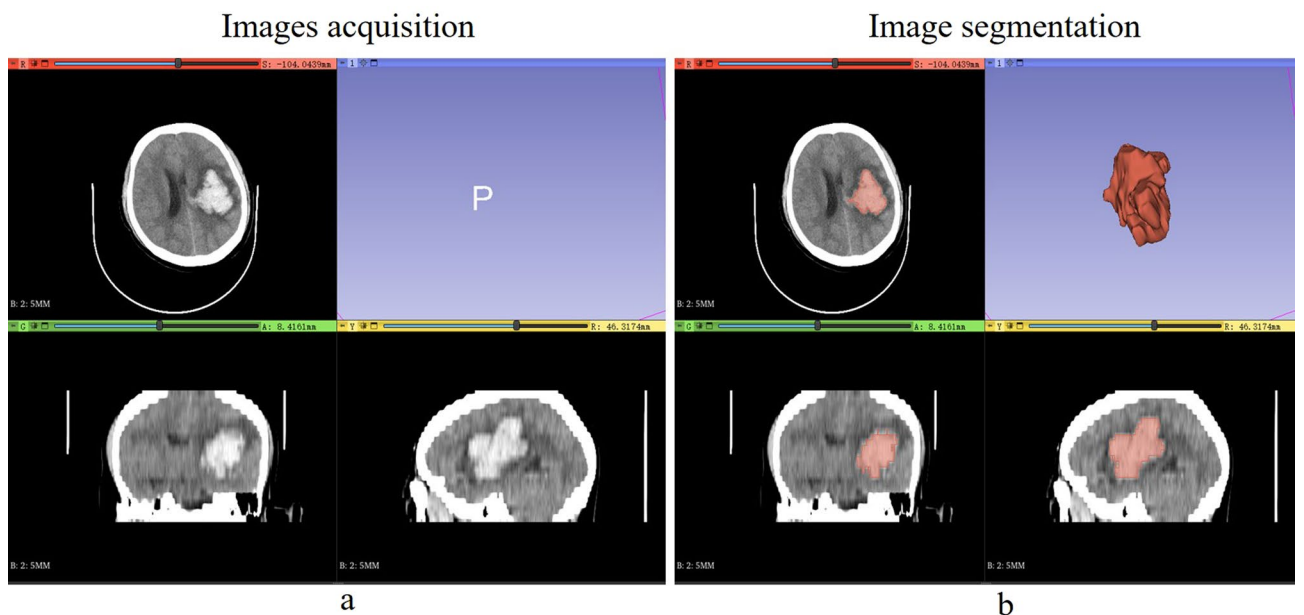 Images acquisition
Image segmentation
R S: -104.0439mm
1
R S: -104.0439mm
1
P
B: 2: 5MM
B: 2: 5MM
G A: 8.4161mm
Y R: 46.3174mm
G A: 8.4161mm
Y R: 46.3174mm
B: 2: 5MM
B: 2: 5MM
B: 2: 5MM
B: 2: 5MM
a
b